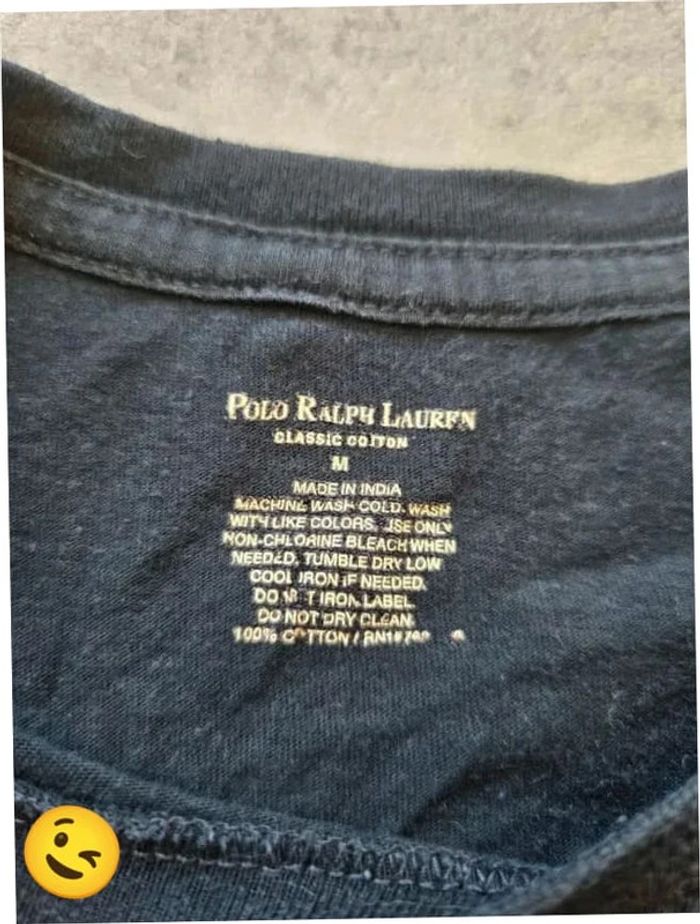 POLO RALPH LAUREN
CLASSIC COTTON
M
MADE IN INDIA
MACHINE WASH COLD. WASH
WITH LIKE COLORS. USE ONLY
NON-CHLORINE BLEACH WHEN
NEEDED. TUMBLE DRY LOW
COOL IRON IF NEEDED.
DO NOT IRON LABEL
DO NOT DRY CLEAN
100% COTTON /